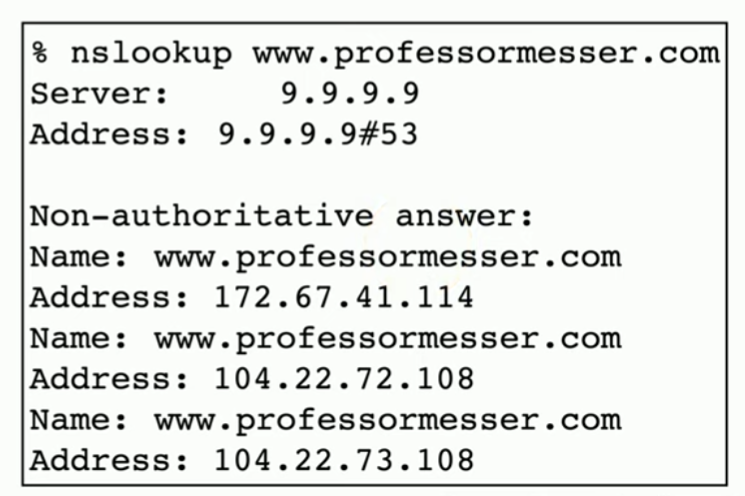 % nslookup www.professormesser.com
Server: 9.9.9.9
Address: 9.9.9.9#53
Non-authoritative answer:
Name: www.professormesser.com
Address: 172.67.41.114
Name: www.professormesser.com
Address: 104.22.72.108
Name: www.professormesser.com
Address: 104.22.73.108